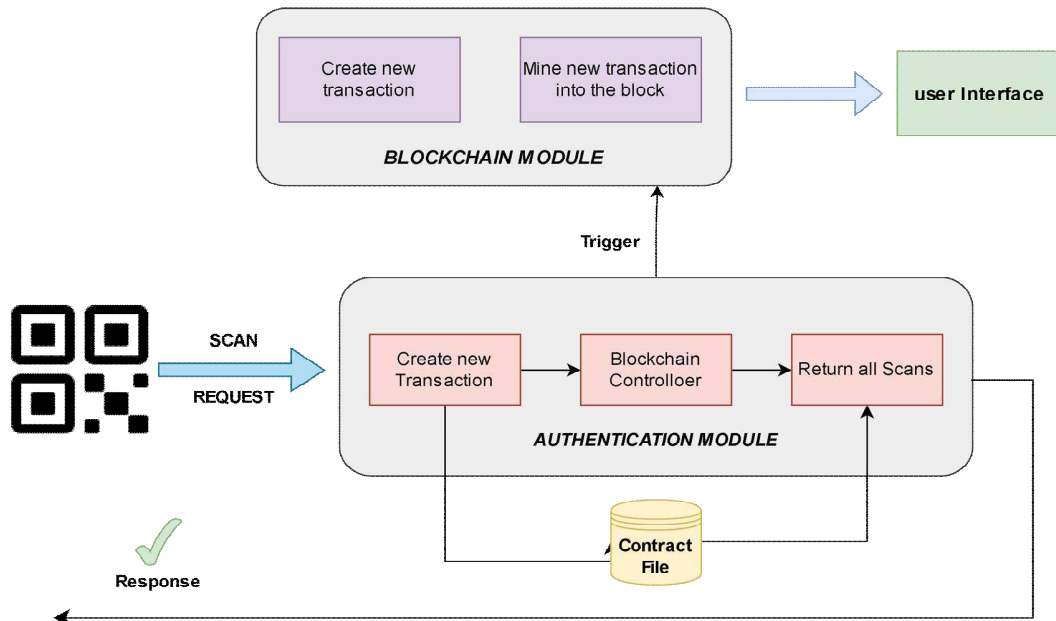 Create new
transaction
Mine new transaction
into the block
user Interface
BLOCKCHAIN MODULE
Trigger
SCAN
REQUEST
Create new
Transaction
Blockchain
Controlloer
Return all Scans
AUTHENTICATION MODULE
Contract
File
Response